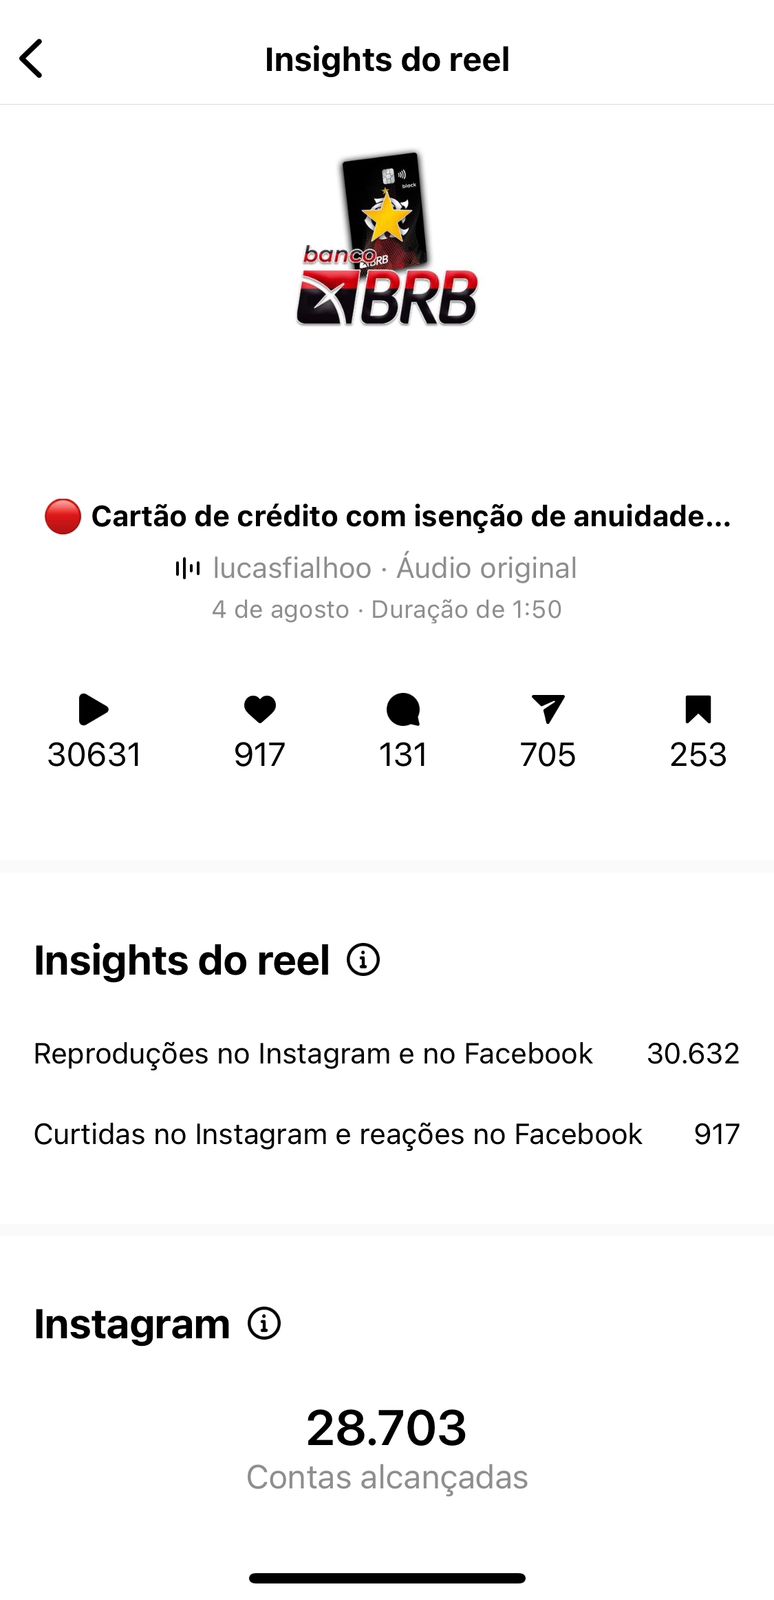 Insights do reel
black
banco
BRB
BRB
🔴 Cartão de crédito com isenção de anuidade...
lucasfialhoo · Áudio original
4 de agosto · Duração de 1:50
30631 917 131 705 253
Insights do reel
Reproduções no Instagram e no Facebook 30.632
Curtidas no Instagram e reações no Facebook 917
Instagram
28.703
Contas alcançadas